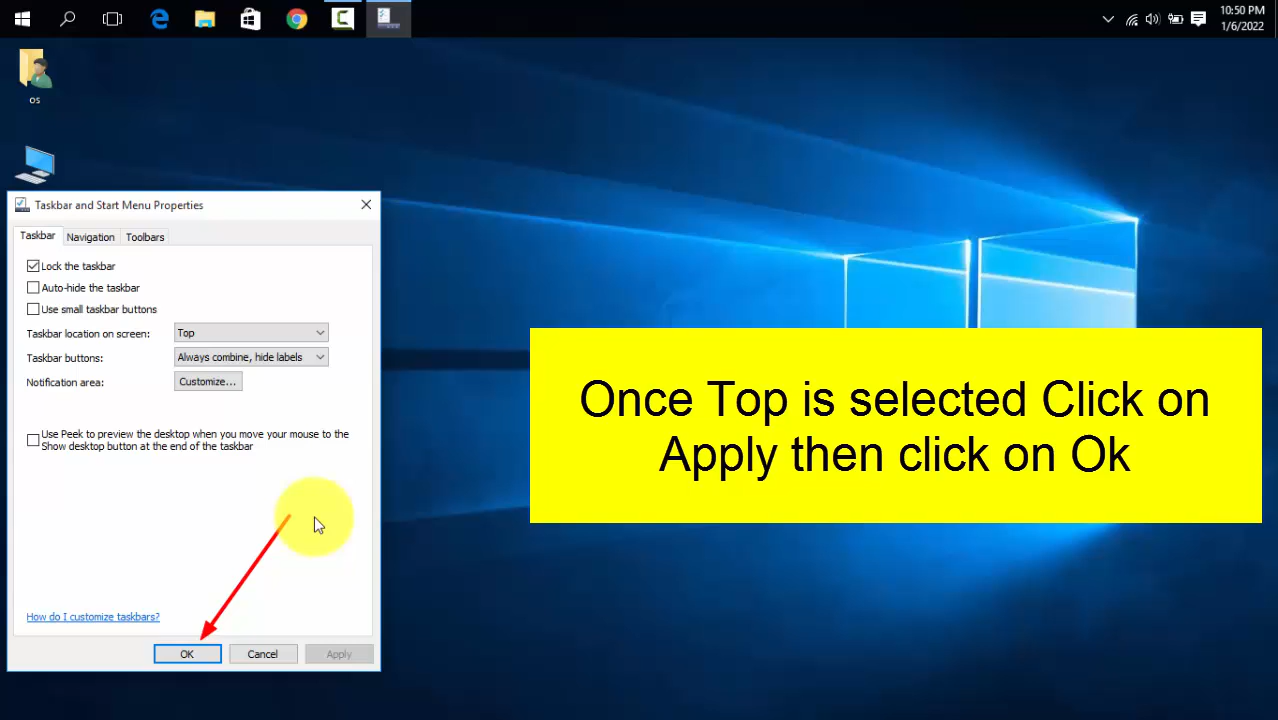 10:50 PM
1/6/2022
os
Taskbar and Start Menu Properties
Taskbar Navigation Toolbars
Lock the taskbar
Auto-hide the taskbar
Use small taskbar buttons
Taskbar location on screen: Top
Taskbar buttons: Always combine, hide labels
Notification area: Customize...
Use Peek to preview the desktop when you move your mouse to the
Show desktop button at the end of the taskbar
How do I customize taskbars?
OK Cancel Apply
Once Top is selected Click on
Apply then click on Ok